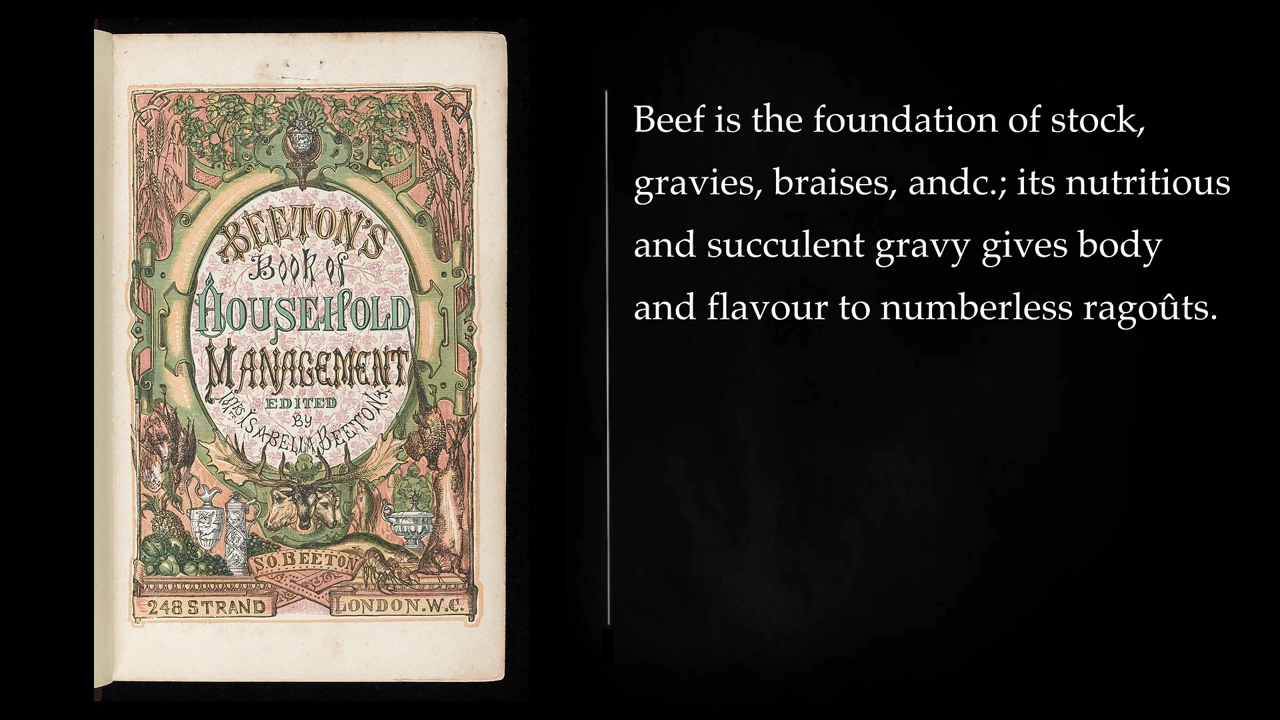 BEETON'S
Book of
HOUSEHOLD
MANAGEMENT
EDITED
BY
MRS ISABELLA BEETON
S.O. BEETON
248 STRAND
LONDON. W.C.
Beef is the foundation of stock,
gravies, braises, andc.; its nutritious
and succulent gravy gives body
and flavour to numberless ragoûts.